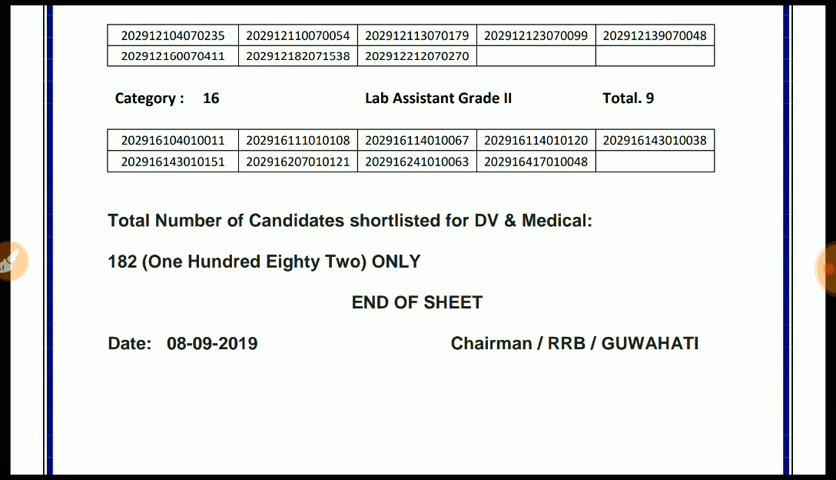 202912104070235 202912110070054 202912113070179 202912123070099 202912139070048
202912160070411 202912182071538 202912212070270
Category : 16 Lab Assistant Grade II Total. 9
202916104010011 202916111010108 202916114010067 202916114010120 202916143010038
202916143010151 202916207010121 202916241010063 202916417010048
Total Number of Candidates shortlisted for DV & Medical:
182 (One Hundred Eighty Two) ONLY
END OF SHEET
Date: 08-09-2019 Chairman / RRB / GUWAHATI